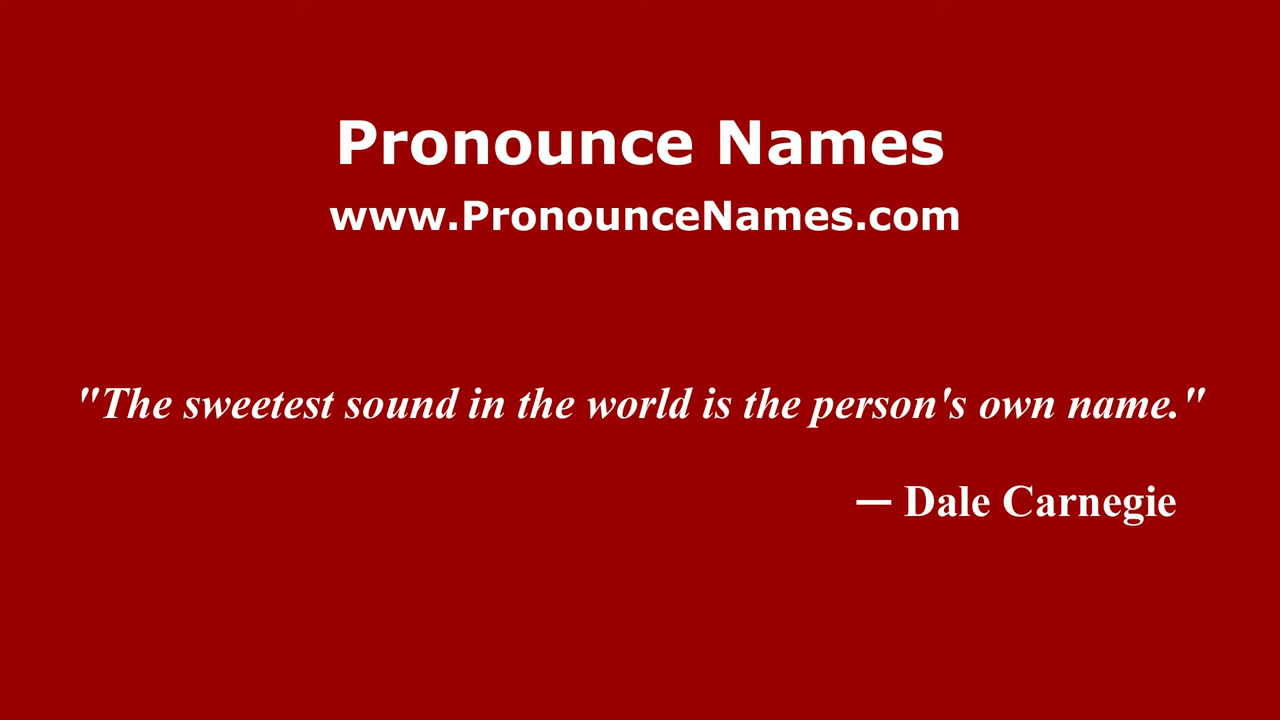 Pronounce Names
www.PronounceNames.com
"The sweetest sound in the world is the person's own name."
— Dale Carnegie